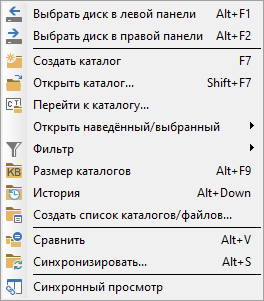 Выбрать диск в левой панели Alt+F1
Выбрать диск в правой панели Alt+F2
Создать каталог F7
Открыть каталог... Shift+F7
Перейти к каталогу...
Открыть наведённый/выбранный
Фильтр
Размер каталогов Alt+F9
История Alt+Down
Создать список каталогов/файлов...
Сравнить Alt+V
Синхронизировать... Alt+S
Синхронный просмотр